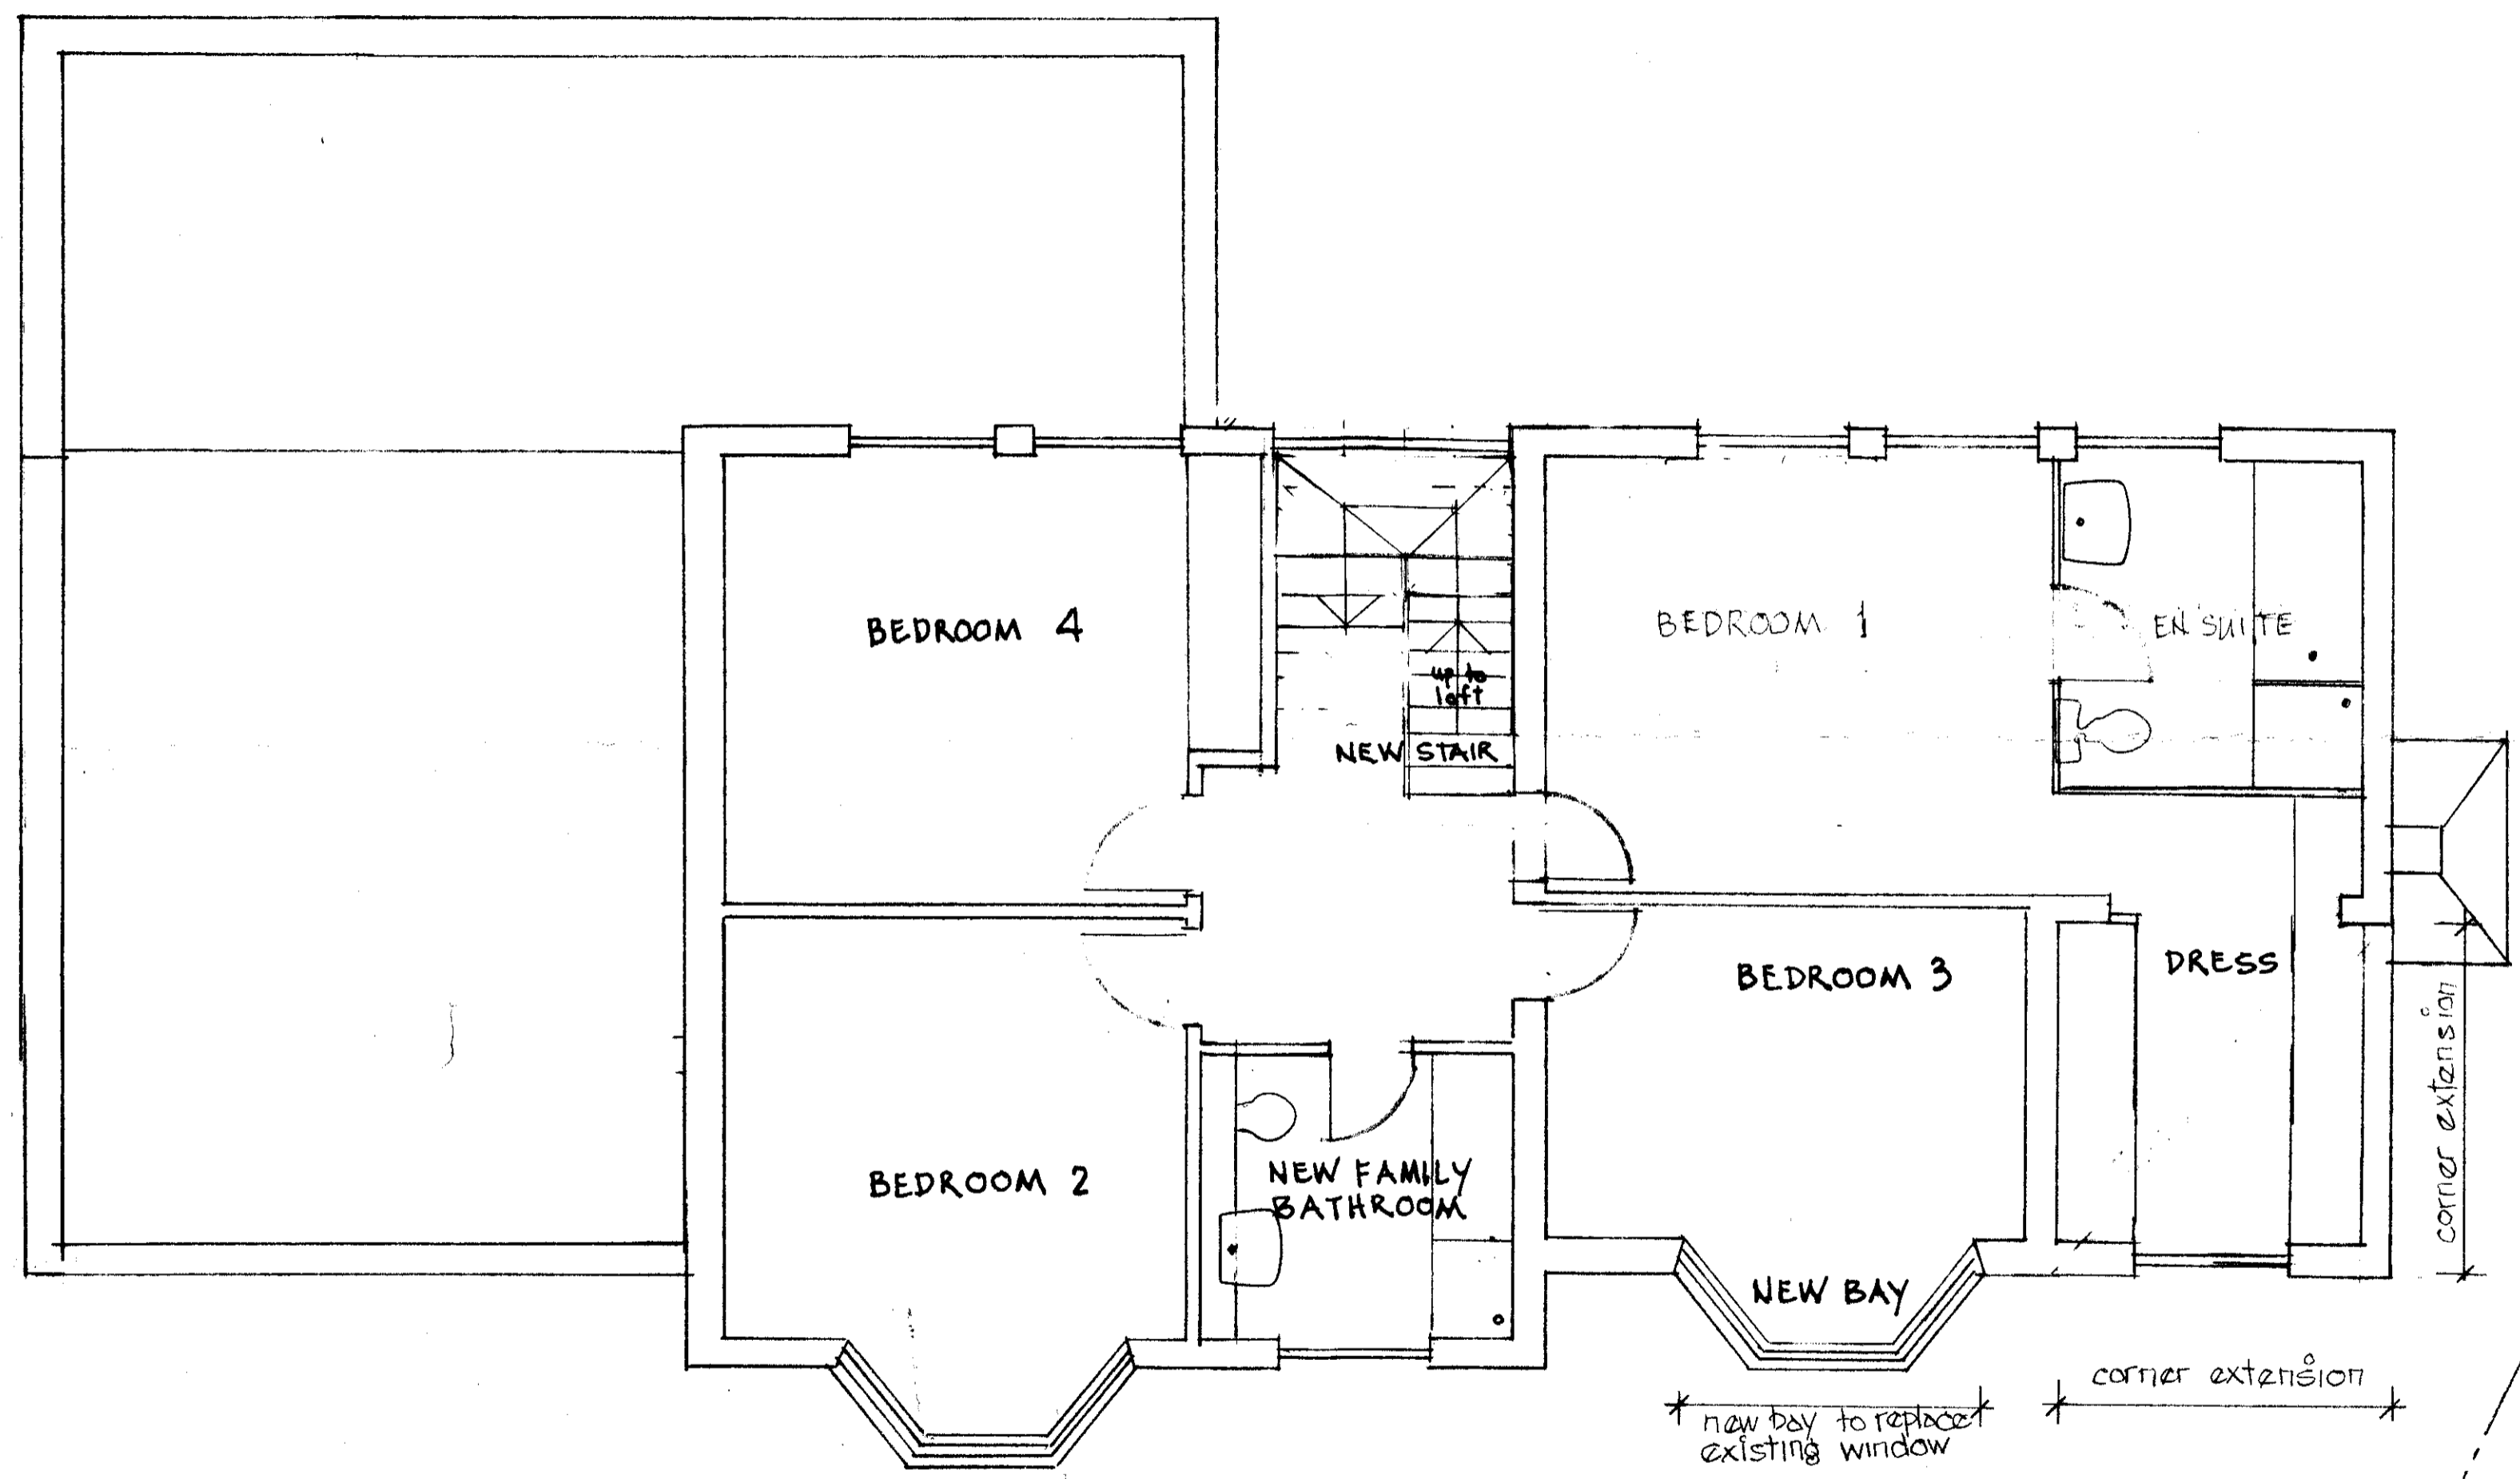 BEDROOM 4
BEDROOM 1
EN SUITE
up to
loft
NEW STAIR
BEDROOM 3
DRESS
corner extension
BEDROOM 2
NEW FAMILY
BATHROOM
NEW BAY
corner extension
new bay to replace
existing window